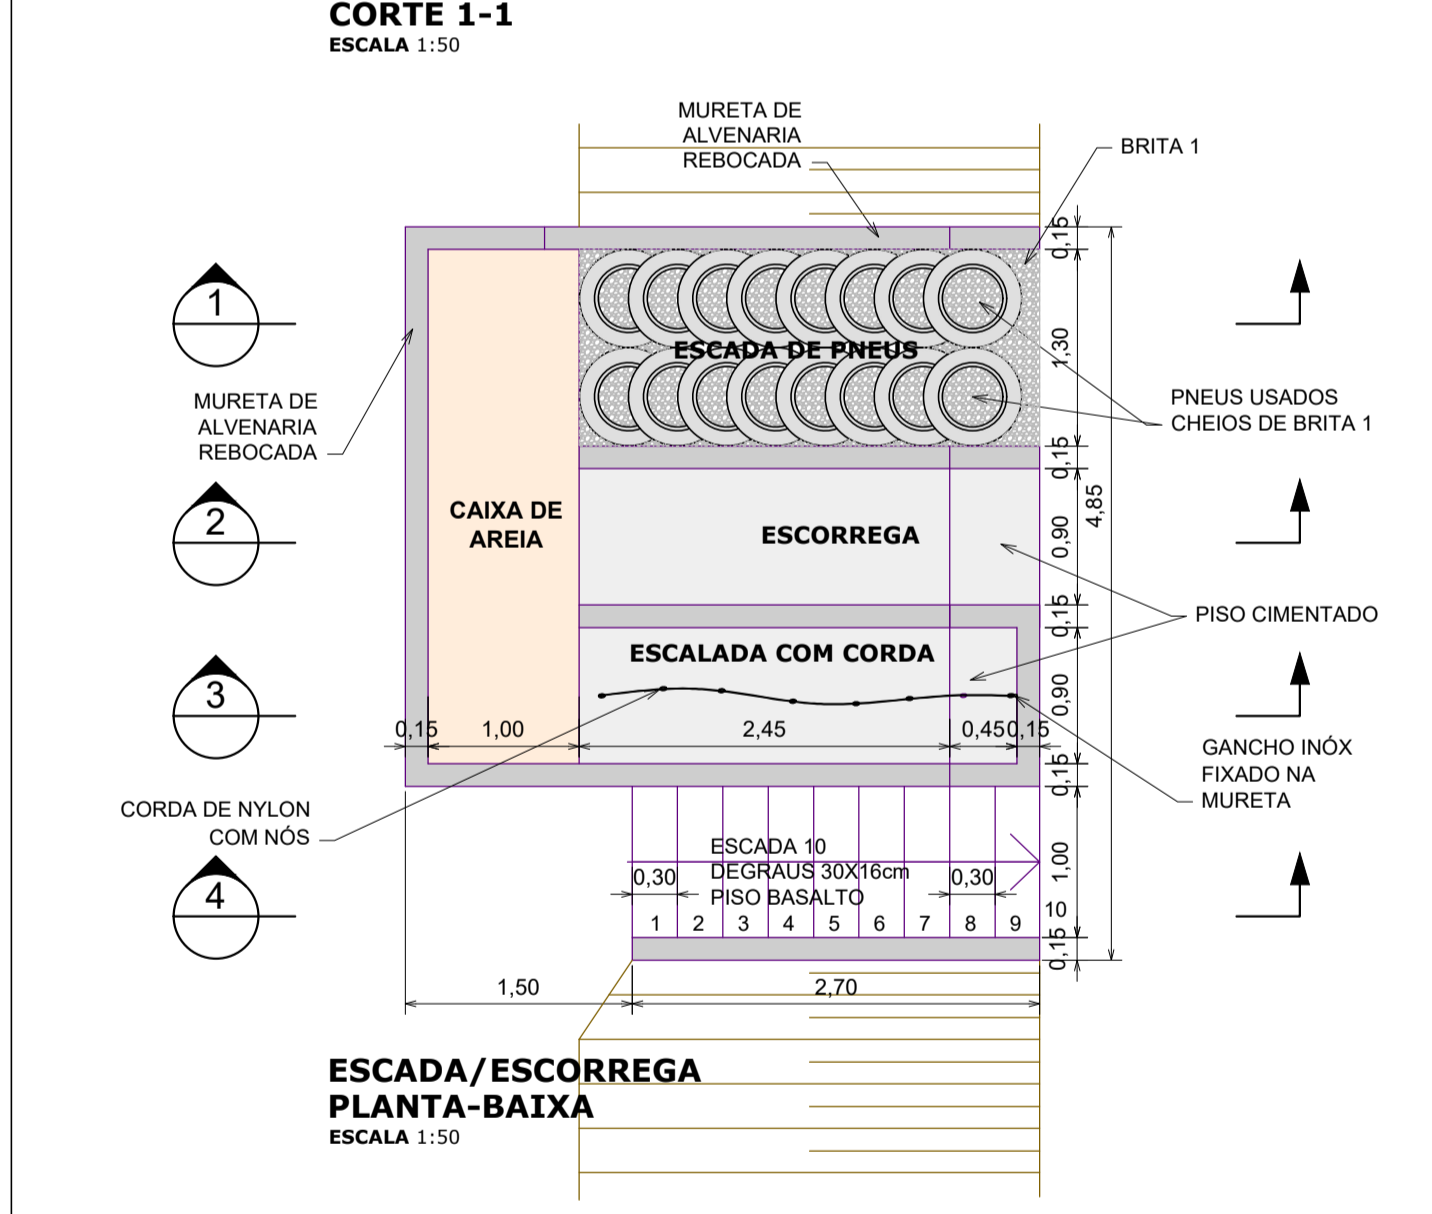 CORTE 1-1
ESCALA 1:50
MURETA DE
ALVENARIA
REBOCADA
BRITA 1
0,15
1
1,30
ESCADA DE PNEUS
MURETA DE
ALVENARIA
REBOCADA
PNEUS USADOS
CHEIOS DE BRITA 1
0,15
2
CAIXA DE
AREIA
ESCORREGA
0,90
4,85
0,15
PISO CIMENTADO
3
ESCALADA COM CORDA
0,90
0,15
1,00
2,45
0,45
0,15
GANCHO INÓX
FIXADO NA
MURETA
0,15
CORDA DE NYLON
COM NÓS
4
ESCADA 10
DEGRAUS 30X16cm
PISO BASALTO
0,30
0,30
1,00
1 2 3 4 5 6 7 8 9
10
0,15
1,50
2,70
ESCADA/ESCORREGA
PLANTA-BAIXA
ESCALA 1:50